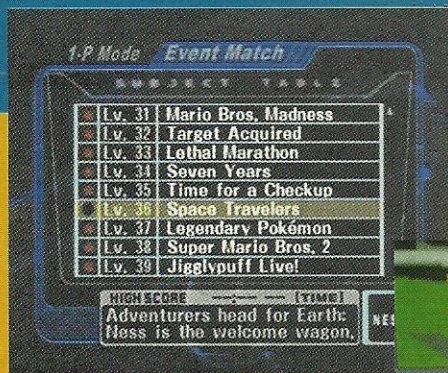 1-P Mode Event Match
SUBJECT TABLE
Lv. 31 Mario Bros. Madness
Lv. 32 Target Acquired
Lv. 33 Lethal Marathon
Lv. 34 Seven Years
Lv. 35 Time for a Checkup
Lv. 36 Space Travelers
Lv. 37 Legendary Pokémon
Lv. 38 Super Mario Bros. 2
Lv. 39 Jigglypuff Live!
HIGH SCORE --:-- -- [TIME]
Adventurers head for Earth:
Ness is the welcome wagon.
NES